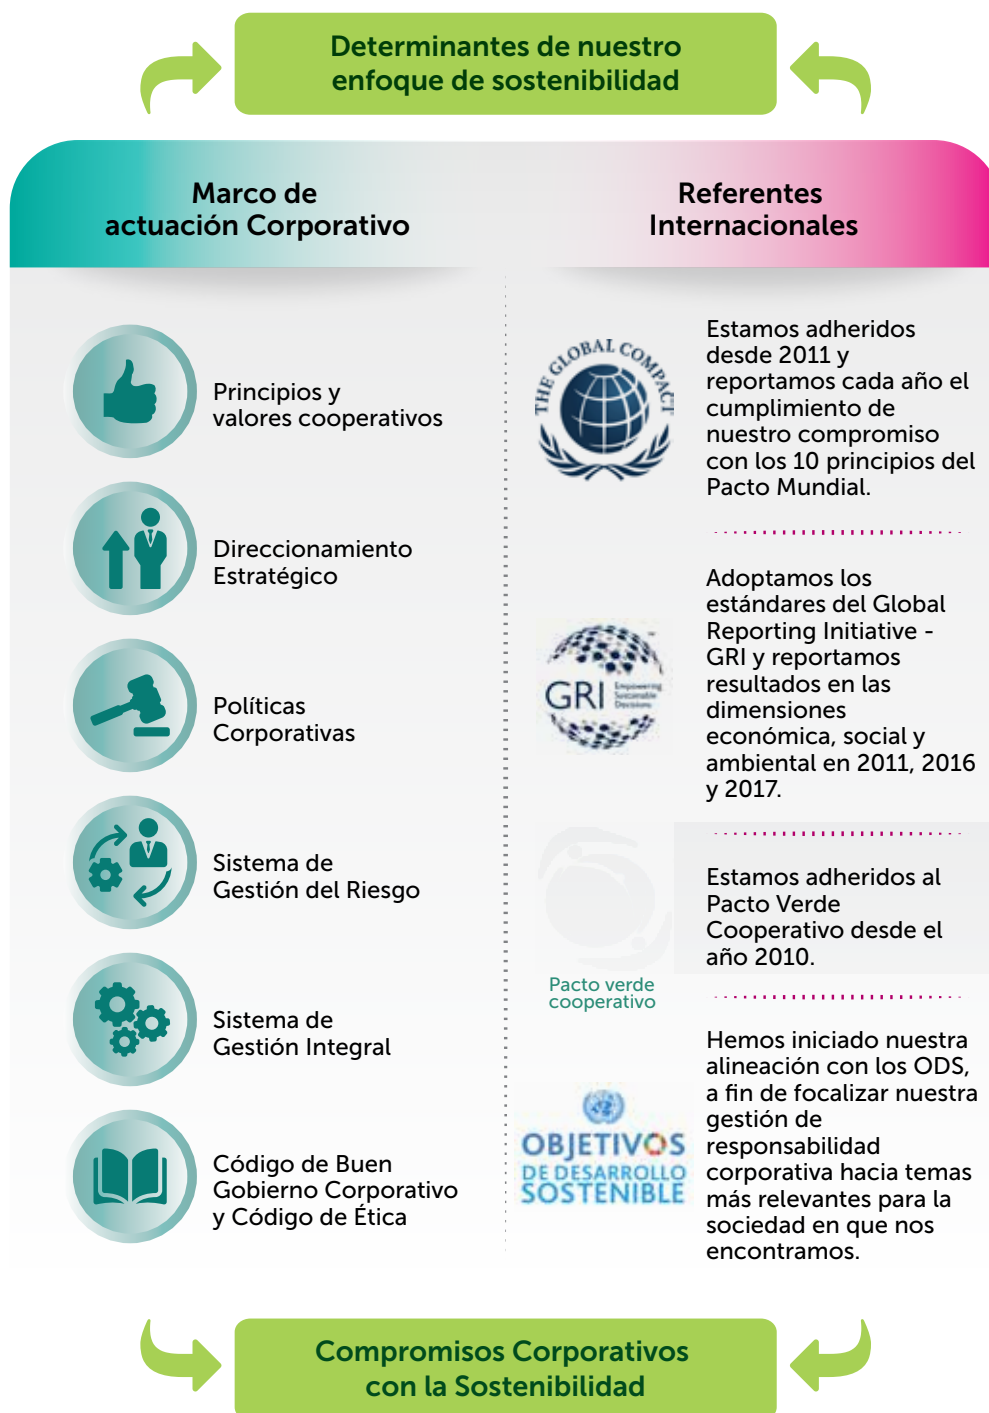 Determinantes de nuestro
enfoque de sostenibilidad
Marco de
actuación Corporativo
Principios y
valores cooperativos
Direccionamiento
Estratégico
Políticas
Corporativas
Sistema de
Gestión del Riesgo
Sistema de
Gestión Integral
Código de Buen
Gobierno Corporativo
y Código de Ética
Referentes
Internacionales
THE GLOBAL COMPACT
Estamos adheridos
desde 2011 y
reportamos cada año el
cumplimiento de
nuestro compromiso
con los 10 principios del
Pacto Mundial.
GRI
Empowering
Sustainable
Decisions
Adoptamos los
estándares del Global
Reporting Initiative -
GRI y reportamos
resultados en las
dimensiones
económica, social y
ambiental en 2011, 2016
y 2017.
Pacto verde
cooperativo
Estamos adheridos al
Pacto Verde
Cooperativo desde el
año 2010.
OBJETIVOS
DE DESARROLLO
SOSTENIBLE
Hemos iniciado nuestra
alineación con los ODS,
a fin de focalizar nuestra
gestión de
responsabilidad
corporativa hacia temas
más relevantes para la
sociedad en que nos
encontramos.
Compromisos Corporativos
con la Sostenibilidad